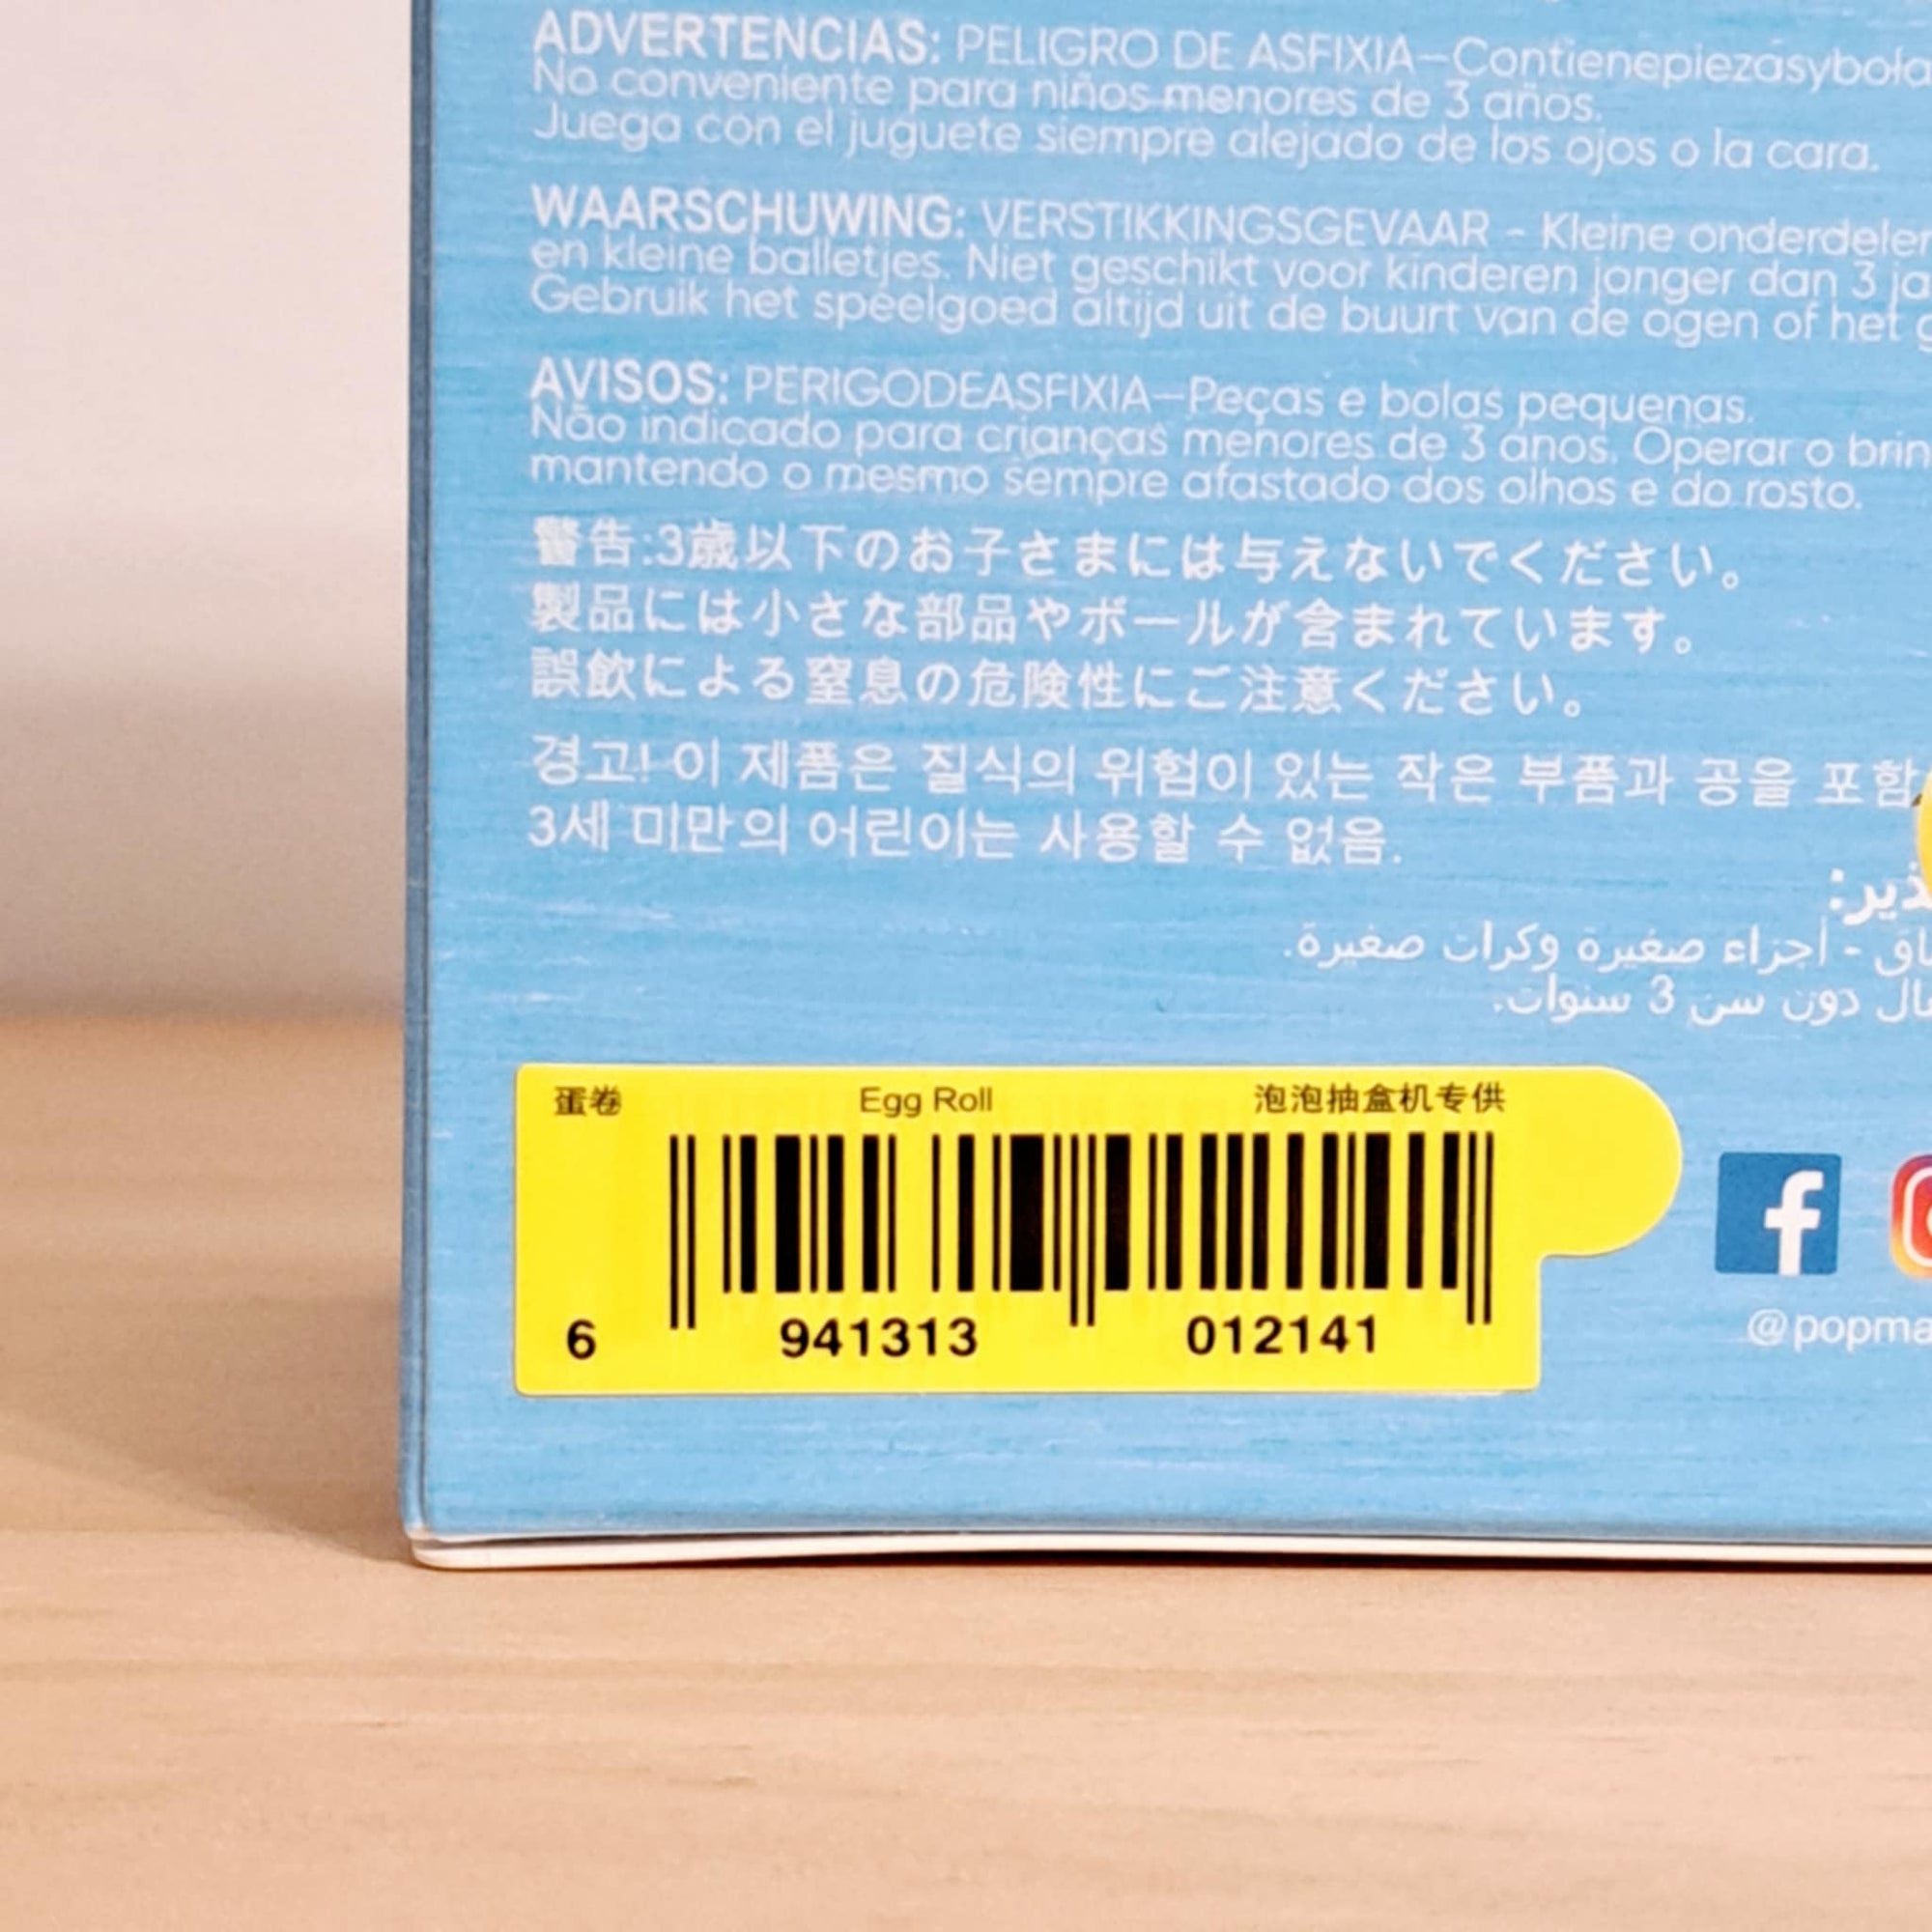 ADVERTENCIAS: PELIGRO DE ASFIXIA—Contienepiezasybola
No conveniente para niños menores de 3 años.
Juega con el juguete siempre alejado de los ojos o la cara.
WAARSCHUWING: VERSTIKKINGSGEVAAR - Kleine onderdelen
en kleine balletjes. Niet geschikt voor kinderen jonger dan 3 ja
Gebruik het speelgoed altijd uit de buurt van de ogen of het g
AVISOS: PERIGODEASFIXIA—Peças e bolas pequenas.
Não indicado para crianças menores de 3 anos. Operar o brin
mantendo o mesmo sempre afastado dos olhos e do rosto.
警告:3歳以下のお子さまには与えないでください。
製品には小さな部品やボールが含まれています。
誤飲による窒息の危険性にご注意ください。
경고! 이 제품은 질식의 위험이 있는 작은 부품과 공을 포함
3세 미만의 어린이는 사용할 수 없음.
ذير:
ـاق - أجزاء صغيرة وكرات صغيرة.
ـال دون سن 3 سنوات.
蛋卷 Egg Roll 泡泡抽盒机专供
6 941313 012141
@popma